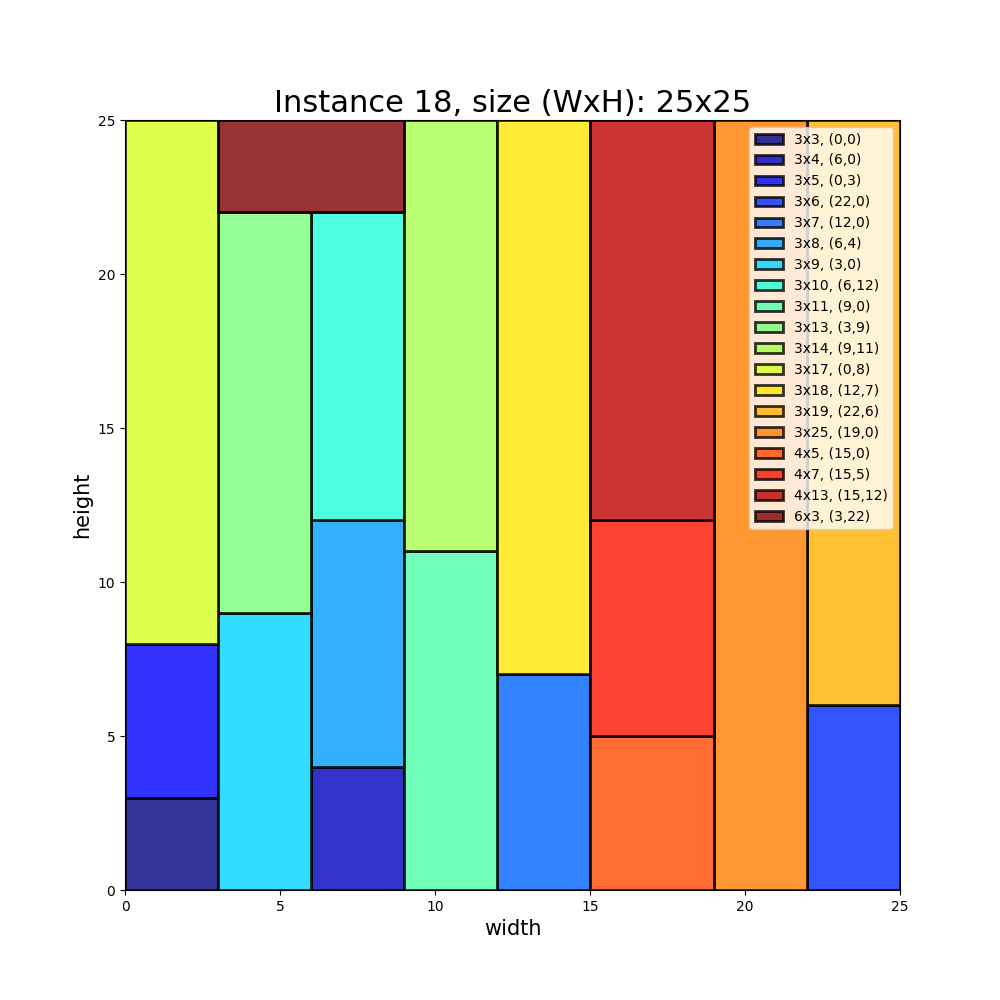 Instance 18, size (WxH): 25x25
25
20
15
10
5
0
height
0
5
10
15
20
25
width
3x3, (0,0)
3x4, (6,0)
3x5, (0,3)
3x6, (22,0)
3x7, (12,0)
3x8, (6,4)
3x9, (3,0)
3x10, (6,12)
3x11, (9,0)
3x13, (3,9)
3x14, (9,11)
3x17, (0,8)
3x18, (12,7)
3x19, (22,6)
3x25, (19,0)
4x5, (15,0)
4x7, (15,5)
4x13, (15,12)
6x3, (3,22)